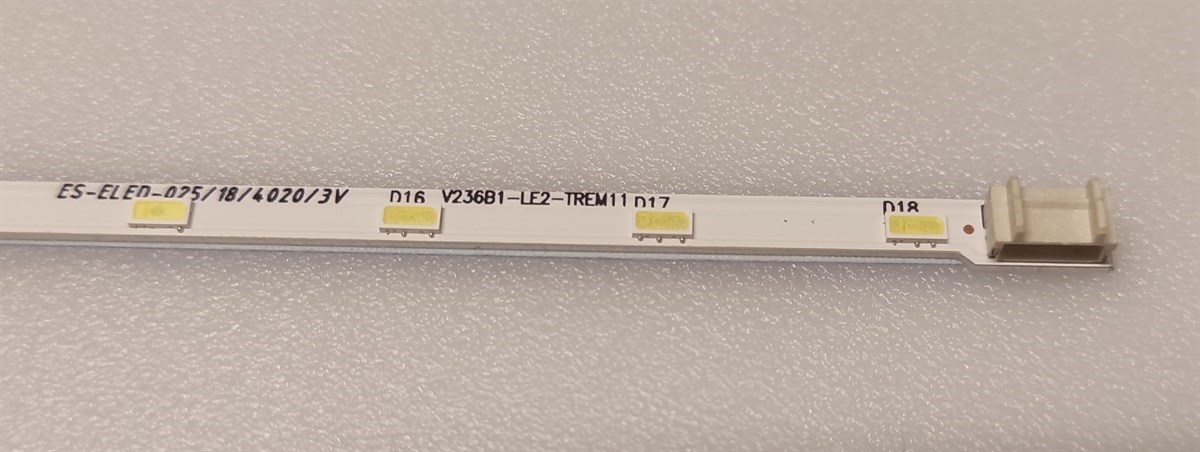 ES-ELED-025/18/4020/3V
D16
V236B1-LE2-TREM11
D17
D18